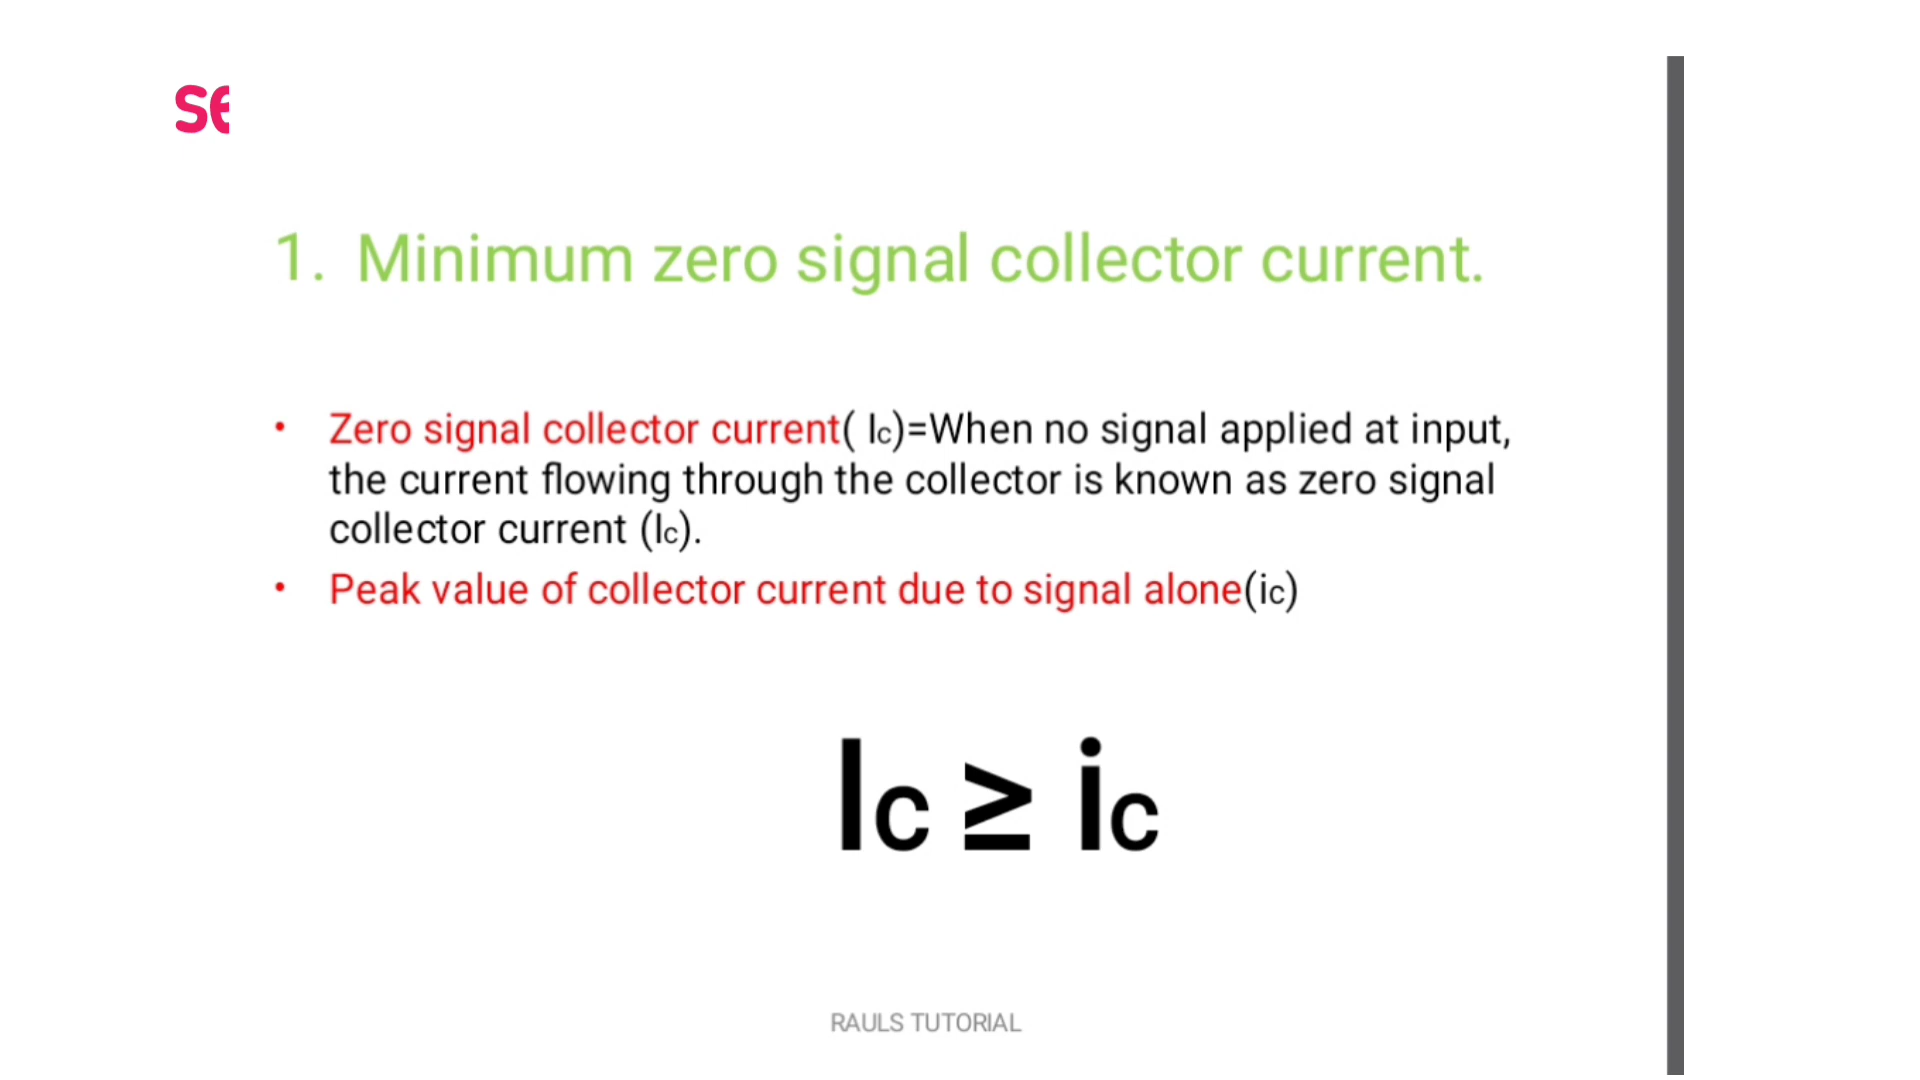 se
1. Minimum zero signal collector current.
• Zero signal collector current( Ic)=When no signal applied at input,
the current flowing through the collector is known as zero signal
collector current (Ic).
• Peak value of collector current due to signal alone(ic)
Ic ≥ ic
RAULS TUTORIAL